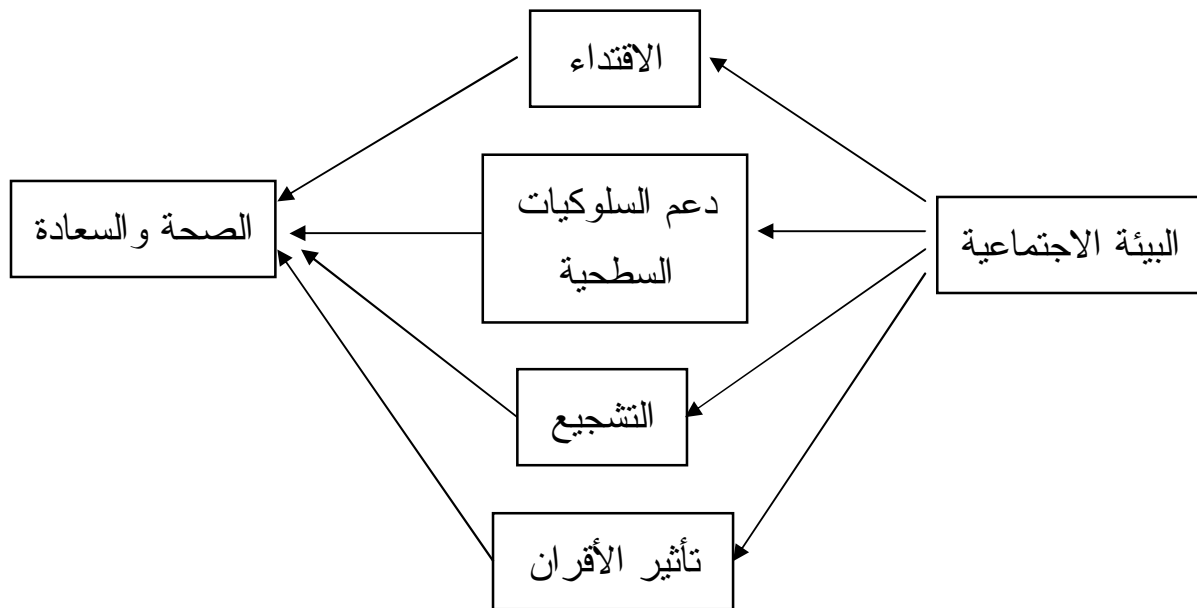 الاقتداء
البيئة الاجتماعية
دعم السلوكيات
السطحية
الصحة والسعادة
التشجيع
تأثير الأقران